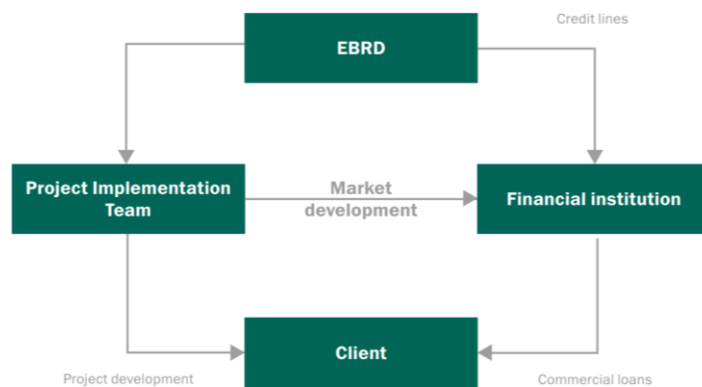 Credit lines
EBRD
Project Implementation
Team
Market
development
Financial institution
Client
Project development
Commercial loans